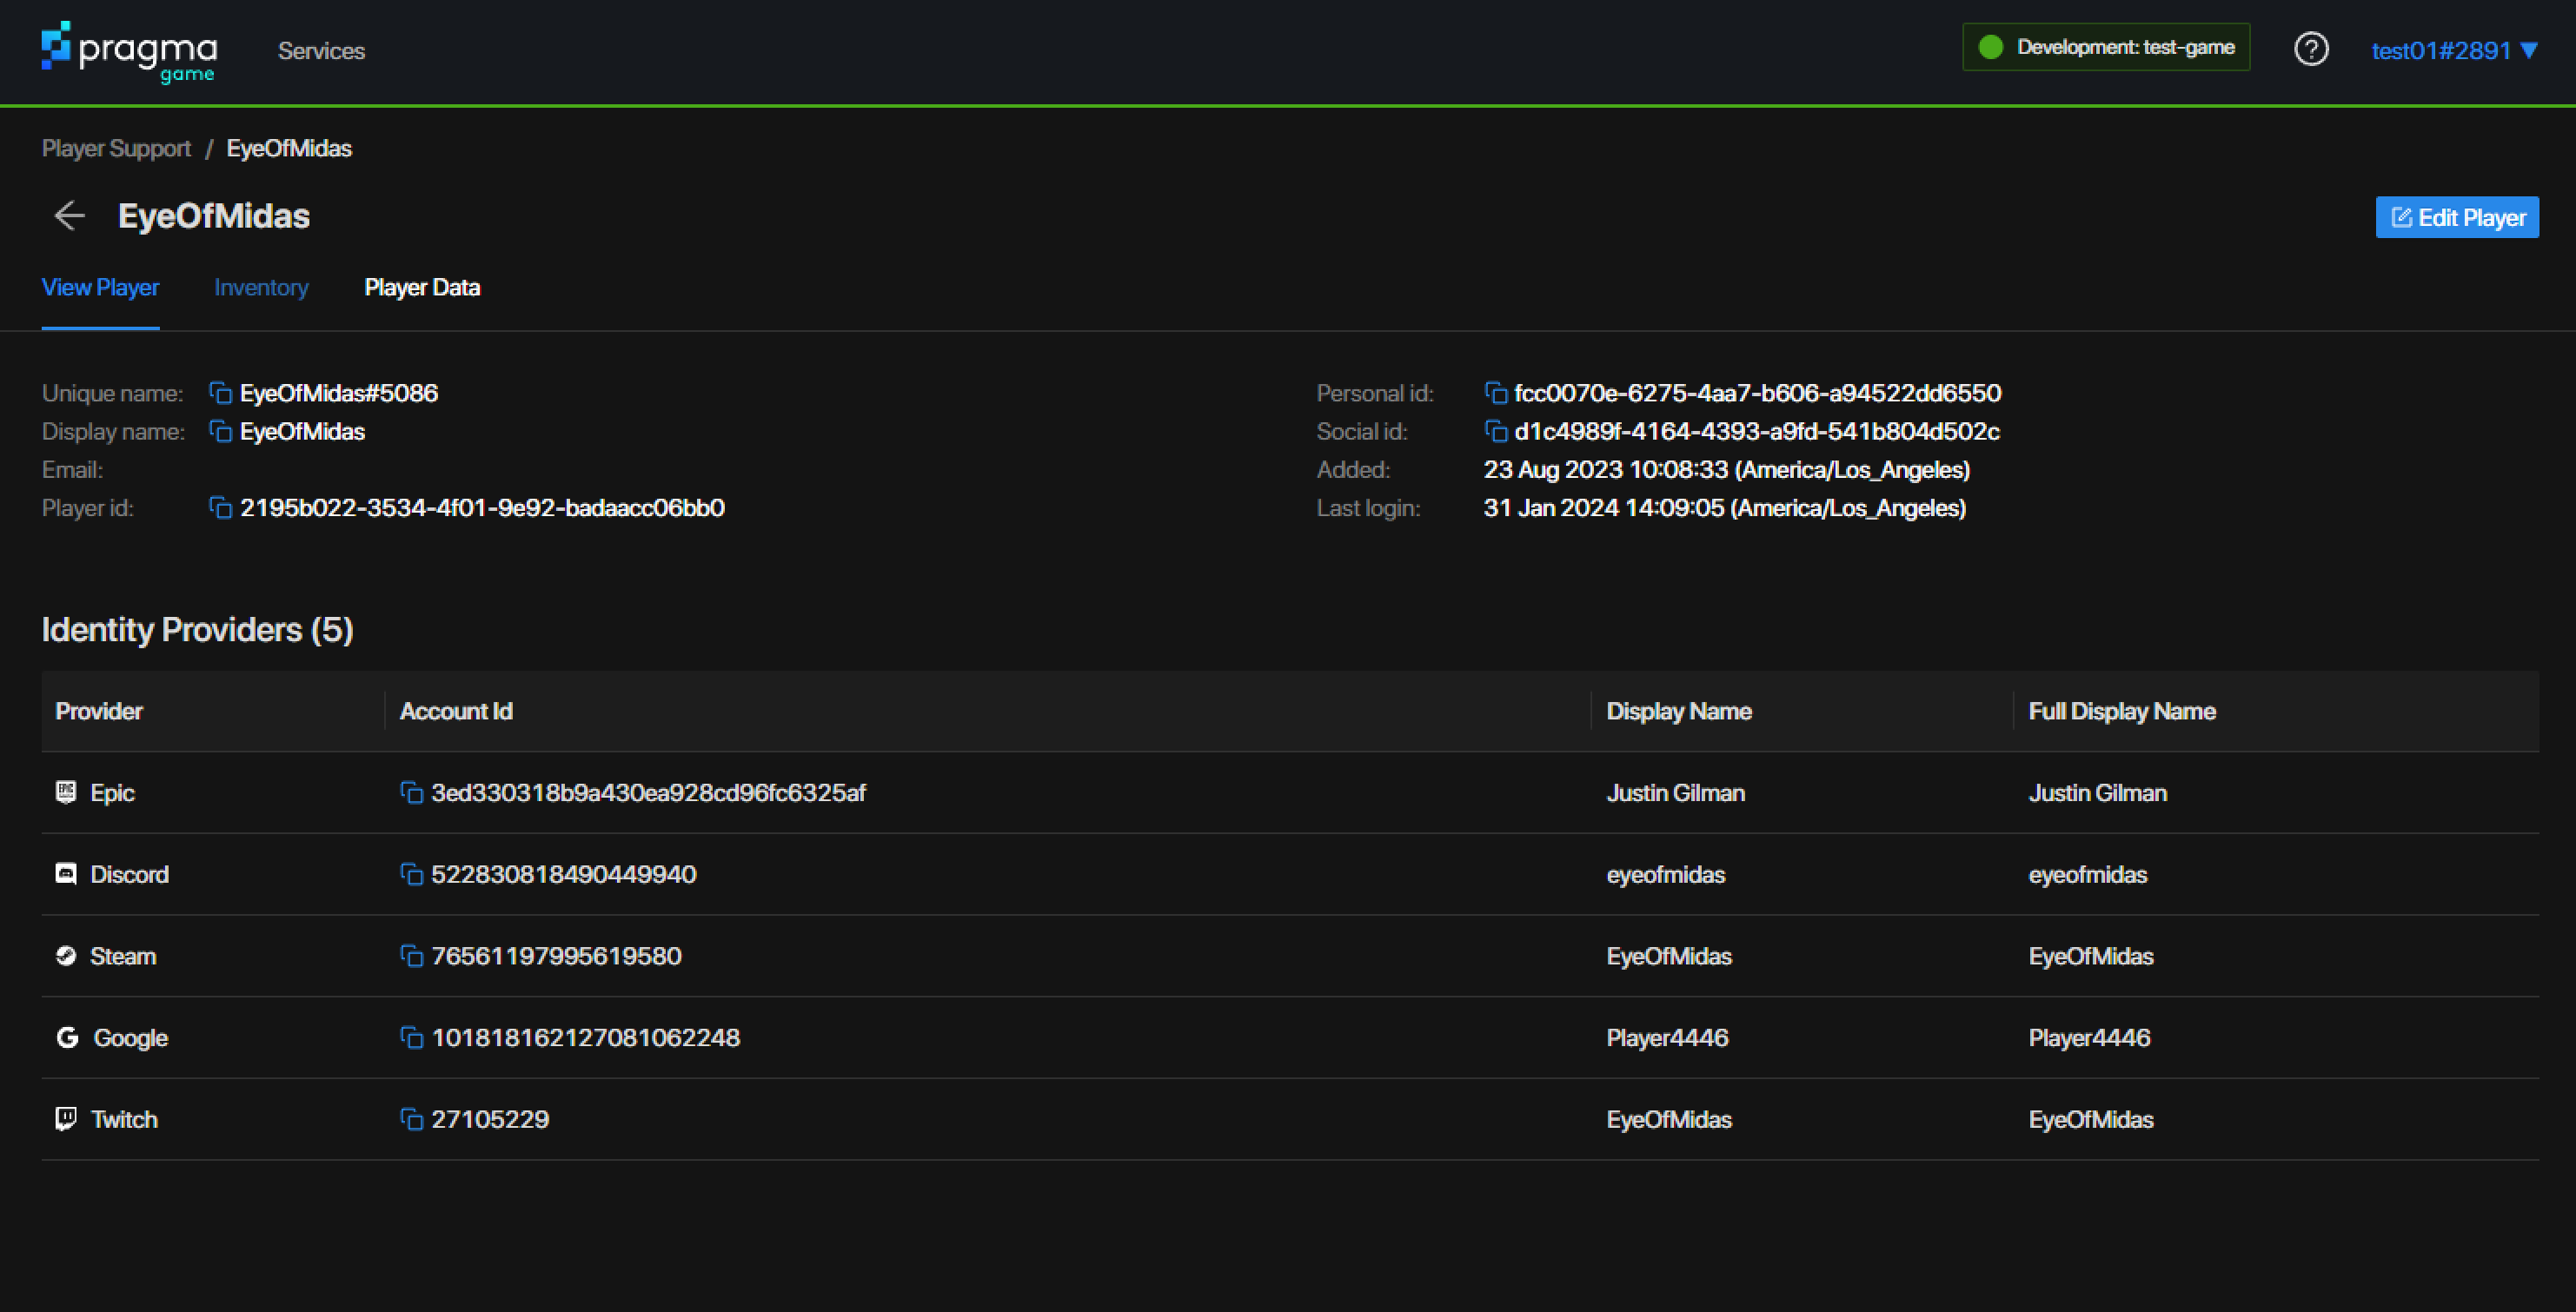 pragma
game
Services
Development: test-game
test01#2891
Player Support / EyeOfMidas
EyeOfMidas
Edit Player
View Player Inventory Player Data
Unique name: EyeOfMidas#5086
Display name: EyeOfMidas
Email:
Player id: 2195b022-3534-4f01-9e92-badaacc06bb0
Personal id: fcc0070e-6275-4aa7-b606-a94522dd6550
Social id: d1c4989f-4164-4393-a9fd-541b804d502c
Added: 23 Aug 2023 10:08:33 (America/Los_Angeles)
Last login: 31 Jan 2024 14:09:05 (America/Los_Angeles)
Identity Providers (5)
Provider Account Id Display Name Full Display Name
Epic 3ed330318b9a430ea928cd96fc6325af Justin Gilman Justin Gilman
Discord 522830818490449940 eyeofmidas eyeofmidas
Steam 76561197995619580 EyeOfMidas EyeOfMidas
Google 101818162127081062248 Player4446 Player4446
Twitch 27105229 EyeOfMidas EyeOfMidas